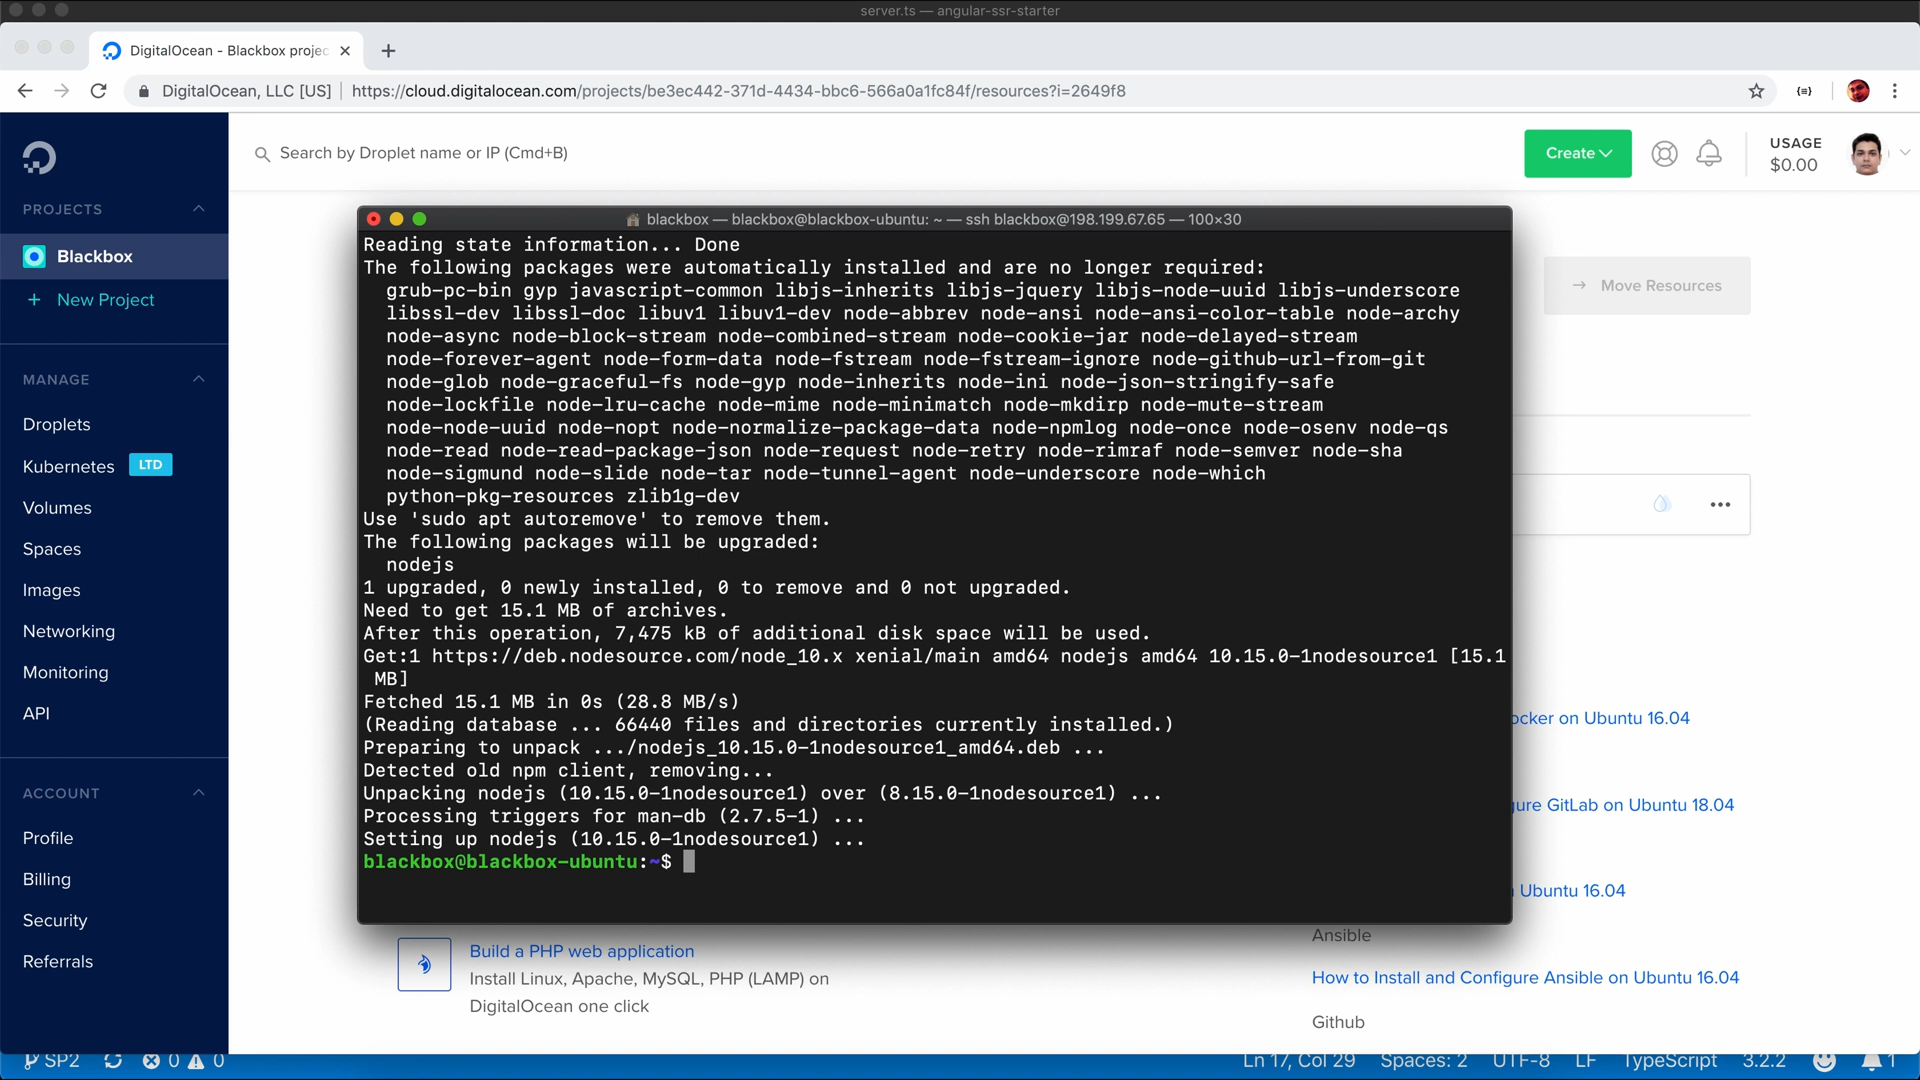 server.ts — angular-ssr-starter
DigitalOcean - Blackbox projec
DigitalOcean, LLC [US]
https://cloud.digitalocean.com/projects/be3ec442-371d-4434-bbc6-566a0a1fc84f/resources?i=2649f8
Search by Droplet name or IP (Cmd+B)
Create
USAGE
$0.00
PROJECTS
Blackbox
+ New Project
MANAGE
Droplets
Kubernetes LTD
Volumes
Spaces
Images
Networking
Monitoring
API
ACCOUNT
Profile
Billing
Security
Referrals
→ Move Resources
blackbox — blackbox@blackbox-ubuntu: ~ — ssh blackbox@198.199.67.65 — 100×30
Reading state information... Done
The following packages were automatically installed and are no longer required:
grub-pc-bin gyp javascript-common libjs-inherits libjs-jquery libjs-node-uuid libjs-underscore
libssl-dev libssl-doc libuv1 libuv1-dev node-abbrev node-ansi node-ansi-color-table node-archy
node-async node-block-stream node-combined-stream node-cookie-jar node-delayed-stream
node-forever-agent node-form-data node-fstream node-fstream-ignore node-github-url-from-git
node-glob node-graceful-fs node-gyp node-inherits node-ini node-json-stringify-safe
node-lockfile node-lru-cache node-mime node-minimatch node-mkdirp node-mute-stream
node-node-uuid node-nopt node-normalize-package-data node-npmlog node-once node-osenv node-qs
node-read node-read-package-json node-request node-retry node-rimraf node-semver node-sha
node-sigmund node-slide node-tar node-tunnel-agent node-underscore node-which
python-pkg-resources zlib1g-dev
Use 'sudo apt autoremove' to remove them.
The following packages will be upgraded:
nodejs
1 upgraded, 0 newly installed, 0 to remove and 0 not upgraded.
Need to get 15.1 MB of archives.
After this operation, 7,475 kB of additional disk space will be used.
Get:1 https://deb.nodesource.com/node_10.x xenial/main amd64 nodejs amd64 10.15.0-1nodesource1 [15.1
MB]
Fetched 15.1 MB in 0s (28.8 MB/s)
(Reading database ... 66440 files and directories currently installed.)
Preparing to unpack .../nodejs_10.15.0-1nodesource1_amd64.deb ...
Detected old npm client, removing...
Unpacking nodejs (10.15.0-1nodesource1) over (8.15.0-1nodesource1) ...
Processing triggers for man-db (2.7.5-1) ...
Setting up nodejs (10.15.0-1nodesource1) ...
blackbox@blackbox-ubuntu:~$
ocker on Ubuntu 16.04
gure GitLab on Ubuntu 18.04
Ubuntu 16.04
Ansible
How to Install and Configure Ansible on Ubuntu 16.04
Github
Build a PHP web application
Install Linux, Apache, MySQL, PHP (LAMP) on
DigitalOcean one click
SP2 0 0 Ln 17, Col 29 Spaces: 2 UTF-8 LF TypeScript 3.2.2 1